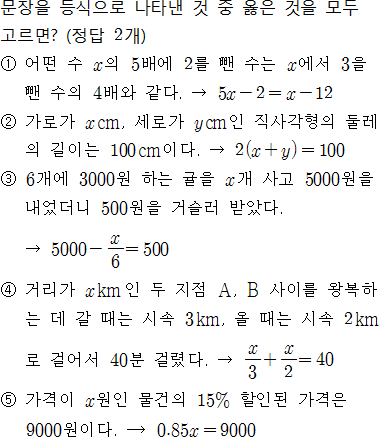 문장을 등식으로 나타낸 것 중 옳은 것을 모두
고르면? (정답 2개)
① 어떤 수 x의 5배에 2를 뺀 수는 x에서 3을
뺀 수의 4배와 같다. → 5x-2=x-12
② 가로가 x cm, 세로가 y cm인 직사각형의 둘레
의 길이는 100 cm이다. → 2(x+y)=100
③ 6개에 3000원 하는 귤을 x개 사고 5000원을
내었더니 500원을 거슬러 받았다.
→ 5000-x/6=500
④ 거리가 x km인 두 지점 A, B 사이를 왕복하
는 데 갈 때는 시속 3 km, 올 때는 시속 2 km
로 걸어서 40분 걸렸다. → x/3+x/2=40
⑤ 가격이 x원인 물건의 15% 할인된 가격은
9000원이다. → 0.85x=9000